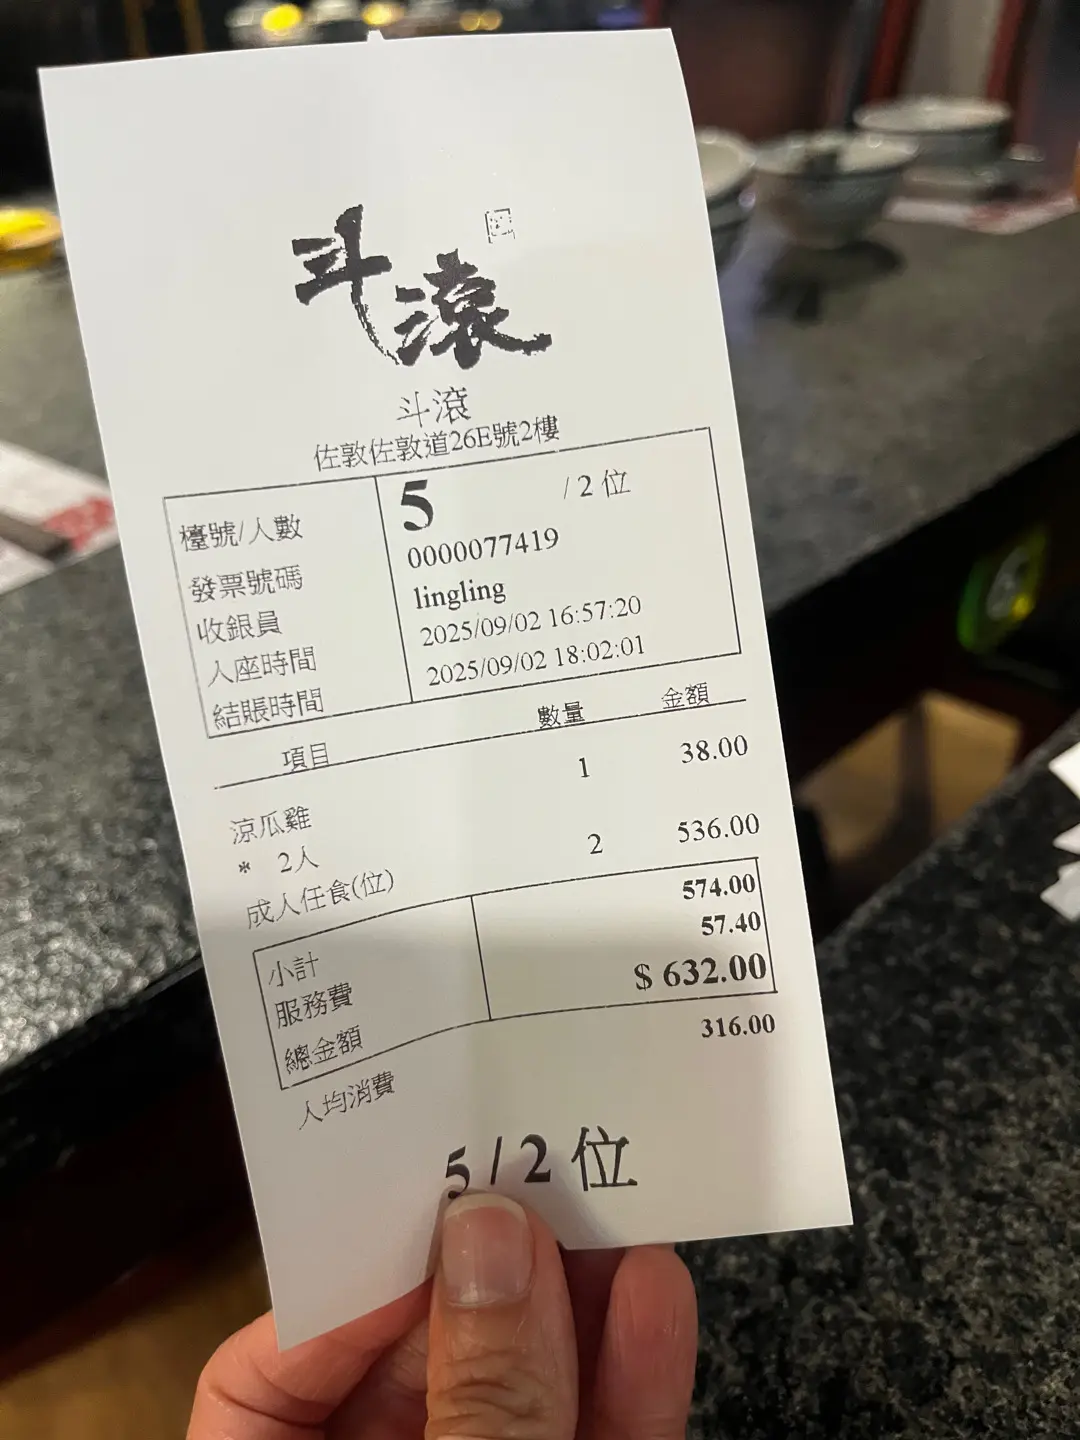 斗滾
斗滾
佐敦佐敦道26E號2樓
檯號/人數 5 / 2 位
發票號碼 0000077419
收銀員 lingling
入座時間 2025/09/02 16:57:20
結賬時間 2025/09/02 18:02:01
項目 數量 金額
涼瓜雞 1 38.00
* 2人
成人任食(位) 2 536.00
小計 574.00
服務費 57.40
總金額 $ 632.00
人均消費 316.00
5 / 2 位